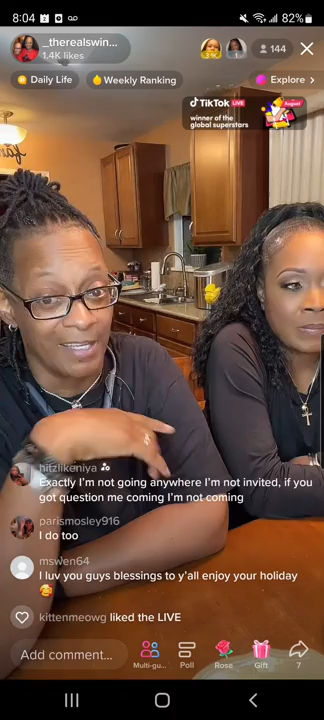 8:04
82%
_therealswin...
1.4K likes
144
Daily Life
Weekly Ranking
Explore >
TikTok LIVE
August
winner of the
global superstars
hitzlikeniya
Exactly I'm not going anywhere I'm not invited, if you
got question me coming I'm not coming
parismosley916
I do too
mswen64
I luv you guys blessings to y'all enjoy your holiday
🥰
kittenmeowg liked the LIVE
Add comment...
Multi-gu...
Poll
Rose
Gift
7